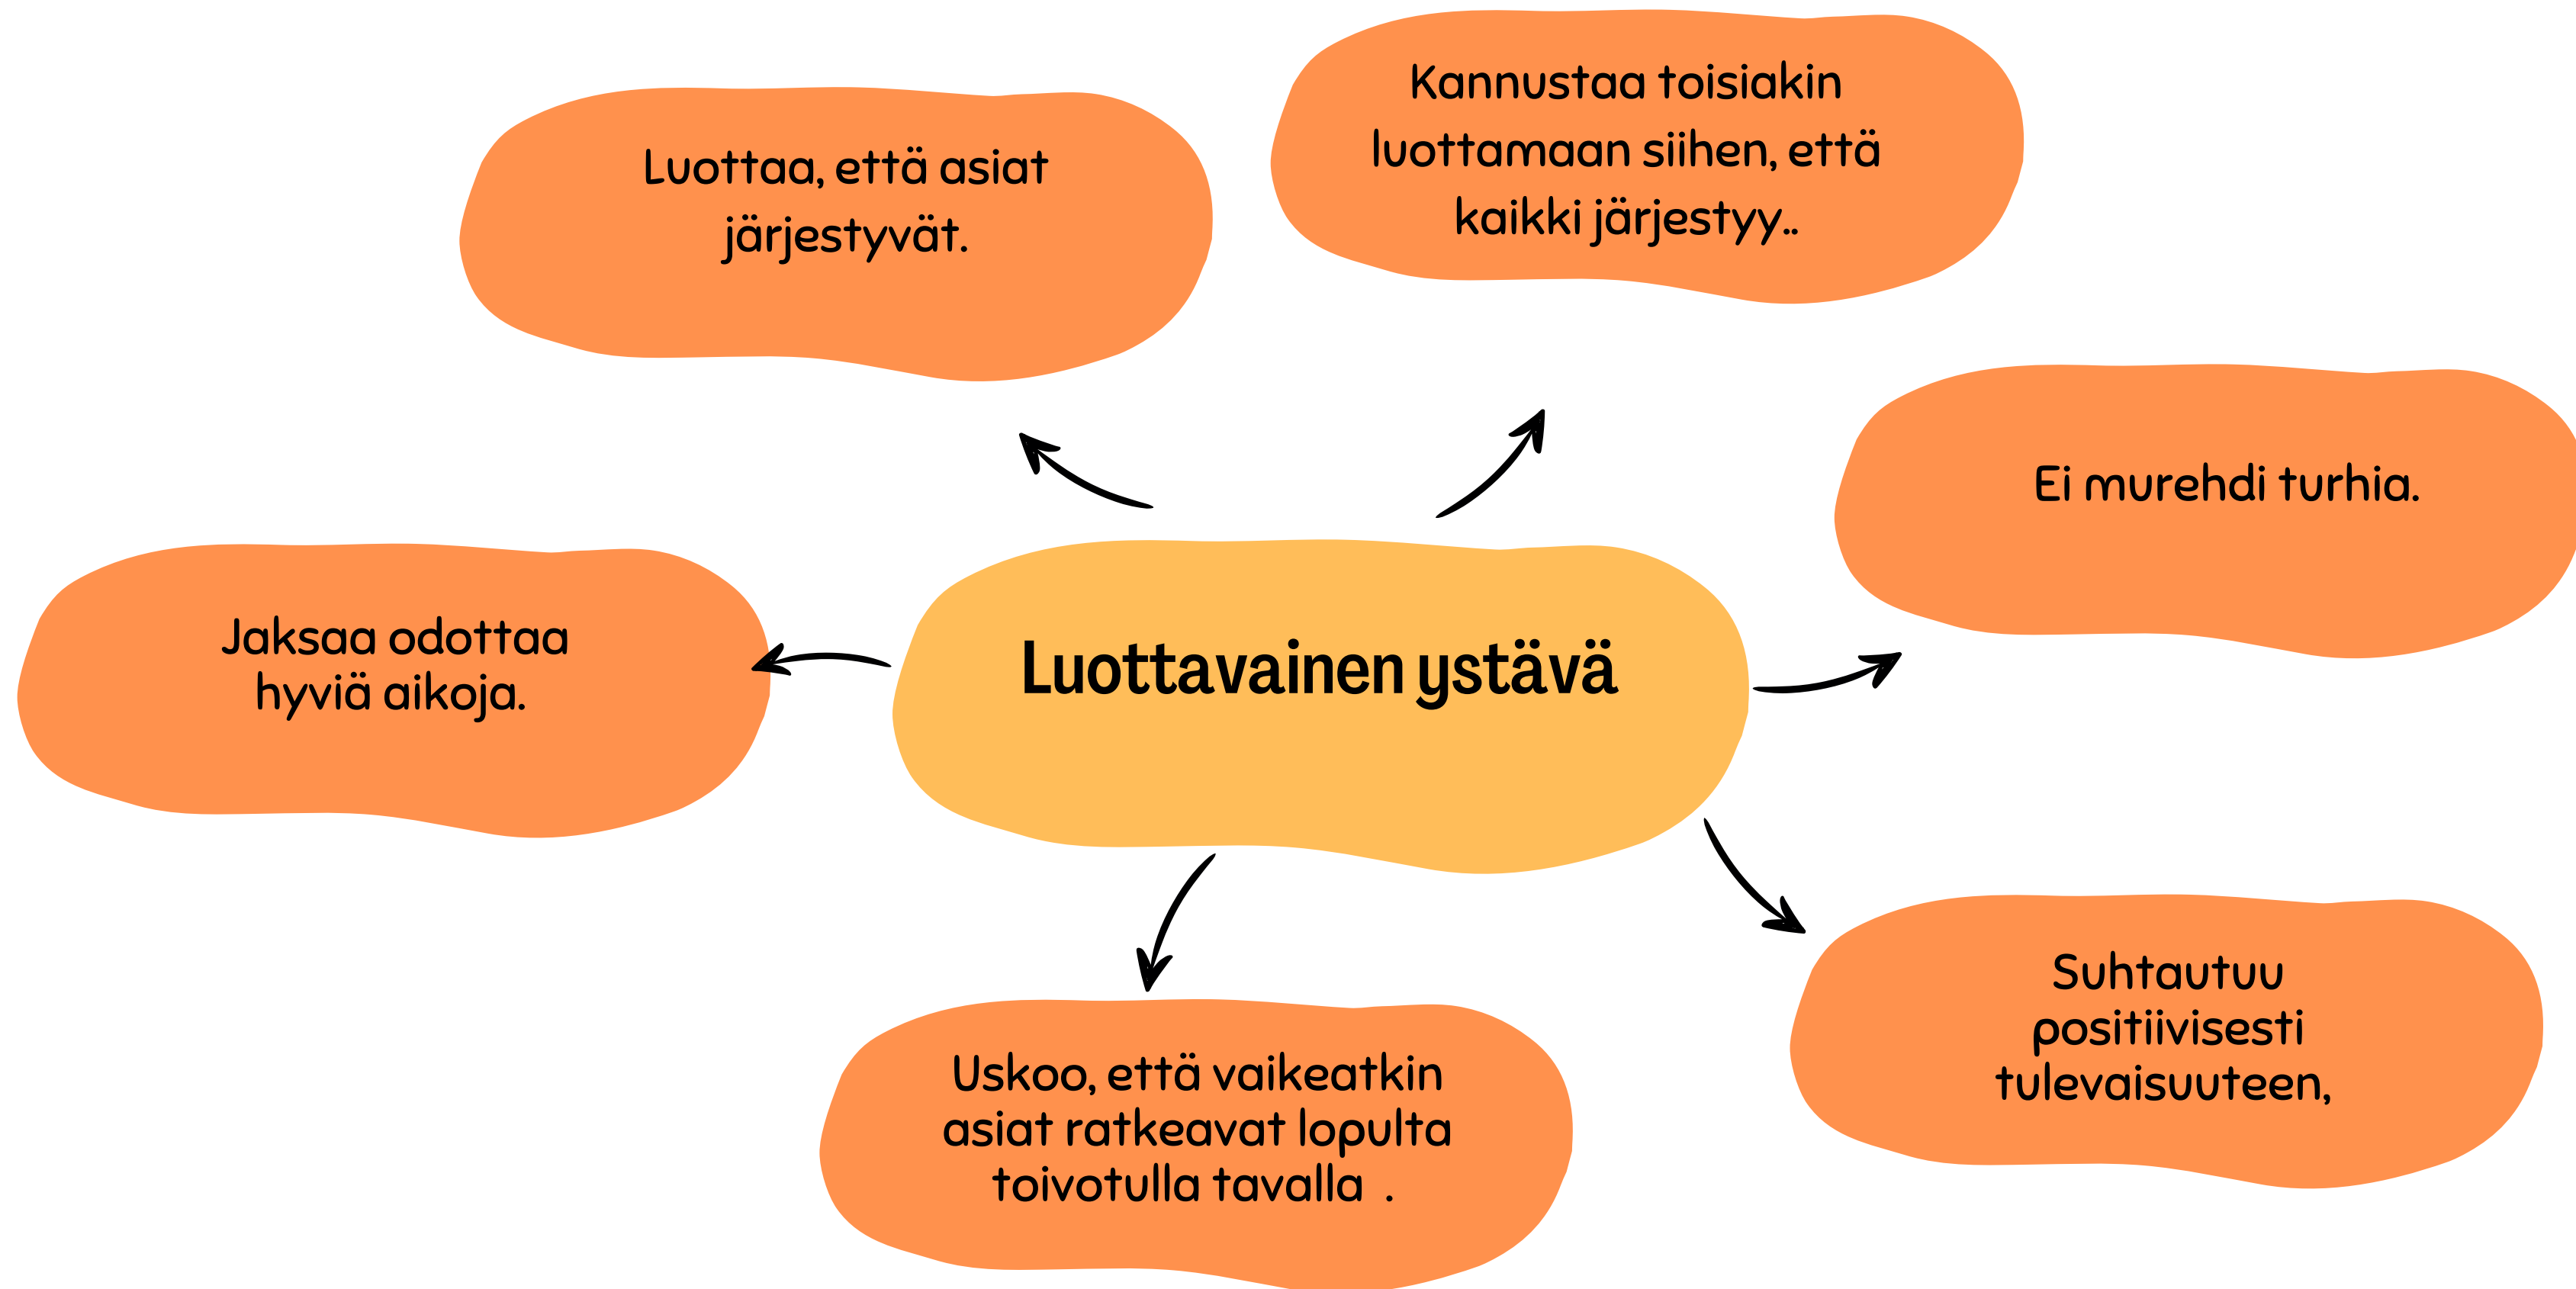 Kannustaa toisiakin
luottamaan siihen, että
kaikki järjestyy..
Luottaa, että asiat
järjestyvät.
Ei murehdi turhia.
Jaksaa odottaa
hyviä aikoja.
Luottavainen ystävä
Suhtautuu
positiivisesti
tulevaisuuteen,
Uskoo, että vaikeatkin
asiat ratkeavat lopulta
toivotulla tavalla  .